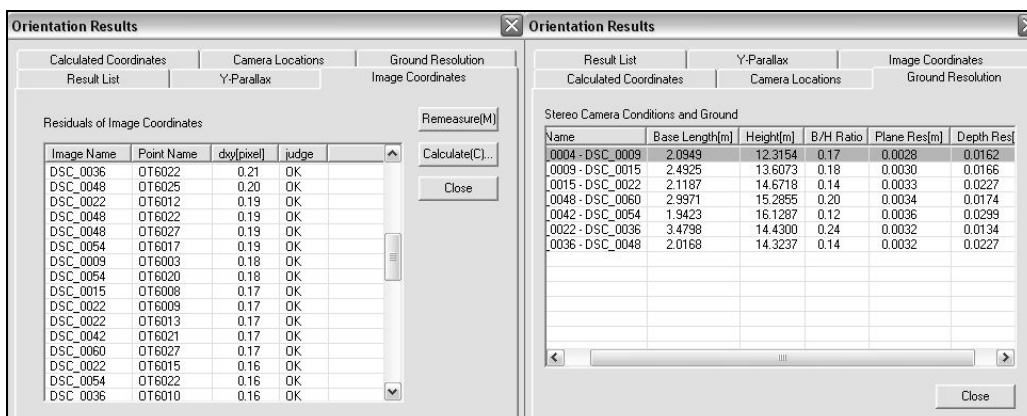 Orientation Results
Calculated Coordinates Camera Locations Ground Resolution
Result List Y-Parallax Image Coordinates
Residuals of Image Coordinates
Remeasure(M)
Calculate(C)...
Close
Image Name Point Name dxy[pixel] judge
DSC_0036 OT6022 0.21 OK
DSC_0048 OT6025 0.20 OK
DSC_0022 OT6012 0.19 OK
DSC_0048 OT6022 0.19 OK
DSC_0048 OT6027 0.19 OK
DSC_0054 OT6017 0.19 OK
DSC_0009 OT6003 0.18 OK
DSC_0054 OT6020 0.18 OK
DSC_0015 OT6008 0.17 OK
DSC_0022 OT6009 0.17 OK
DSC_0022 OT6013 0.17 OK
DSC_0042 OT6021 0.17 OK
DSC_0060 OT6027 0.17 OK
DSC_0022 OT6015 0.16 OK
DSC_0054 OT6022 0.16 OK
DSC_0036 OT6010 0.16 OK
Orientation Results
Result List Y-Parallax Image Coordinates
Calculated Coordinates Camera Locations Ground Resolution
Stereo Camera Conditions and Ground
Name Base Length[m] Height[m] B/H Ratio Plane Res[m] Depth Res[
_0004 - DSC_0009 2.0949 12.3154 0.17 0.0028 0.0162
_0009 - DSC_0015 2.4925 13.6073 0.18 0.0030 0.0166
_0015 - DSC_0022 2.1187 14.6718 0.14 0.0033 0.0227
_0048 - DSC_0060 2.9971 15.2855 0.20 0.0034 0.0174
_0042 - DSC_0054 1.9423 16.1287 0.12 0.0036 0.0299
_0022 - DSC_0036 3.4798 14.4300 0.24 0.0032 0.0134
_0036 - DSC_0048 2.0168 14.3237 0.14 0.0032 0.0227
Close